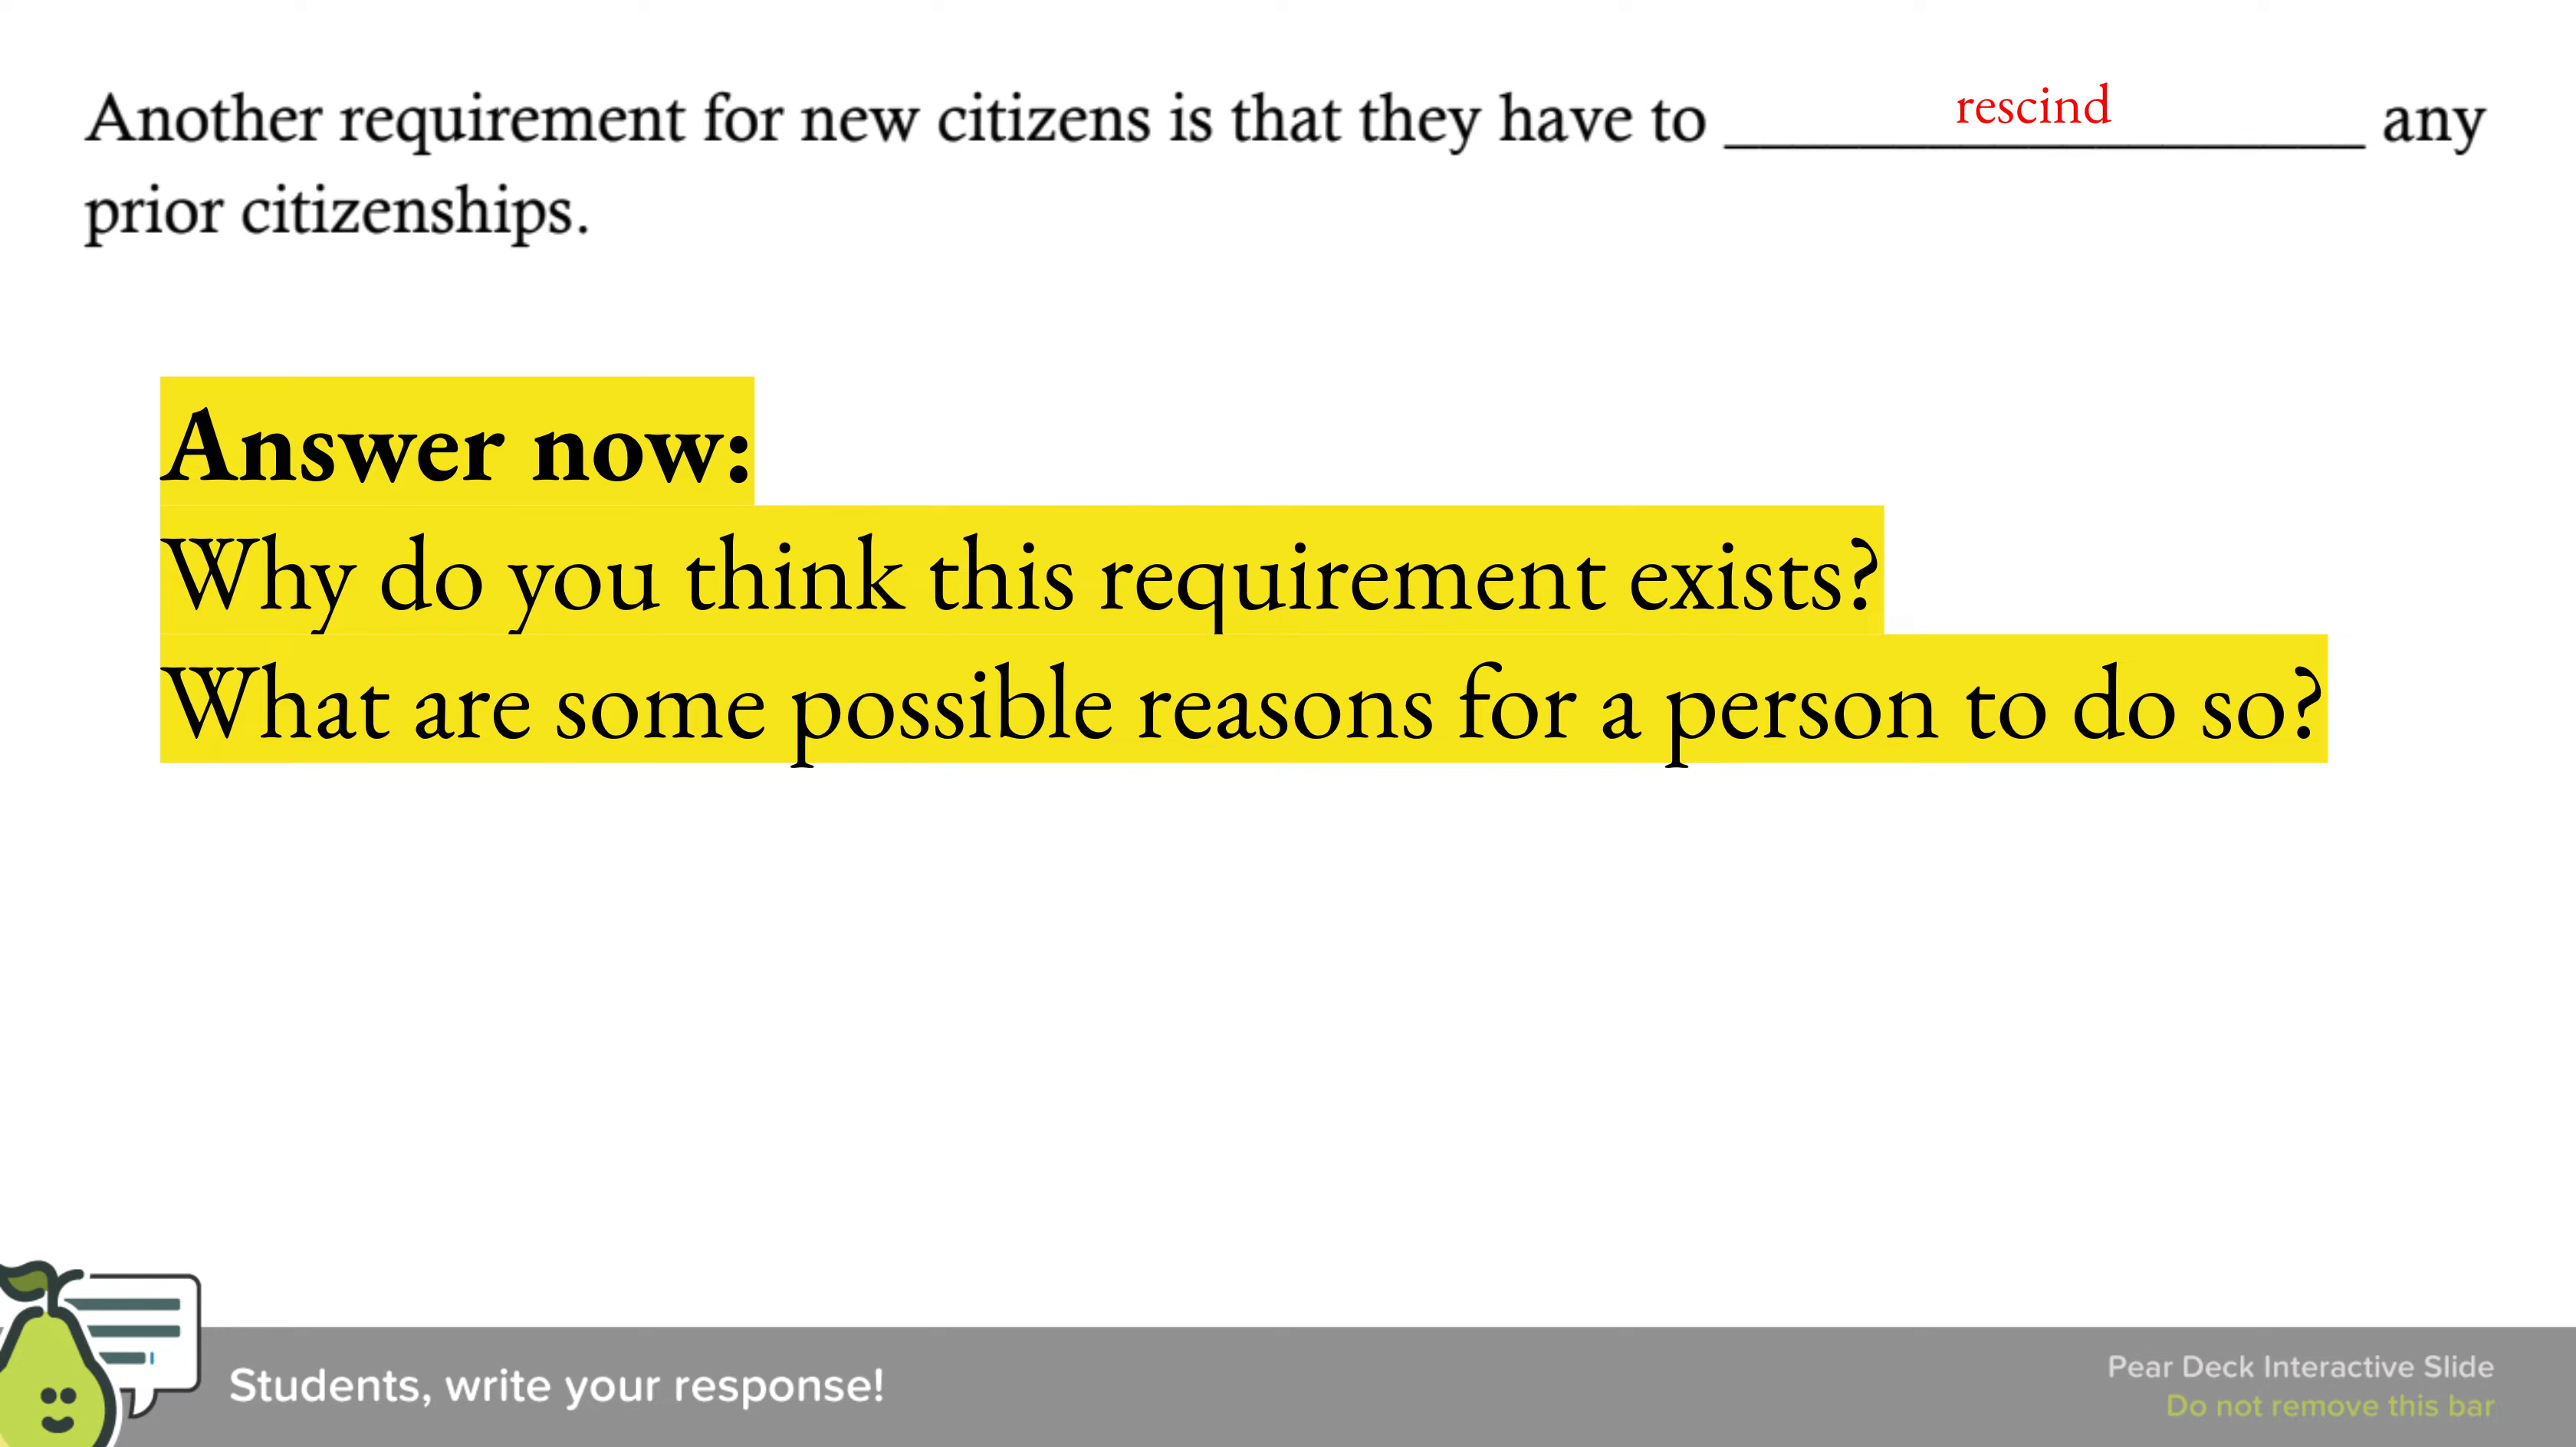 Another requirement for new citizens is that they have to rescind any
prior citizenships.
Answer now:
Why do you think this requirement exists?
What are some possible reasons for a person to do so?
Students, write your response!
Pear Deck Interactive Slide
Do not remove this bar